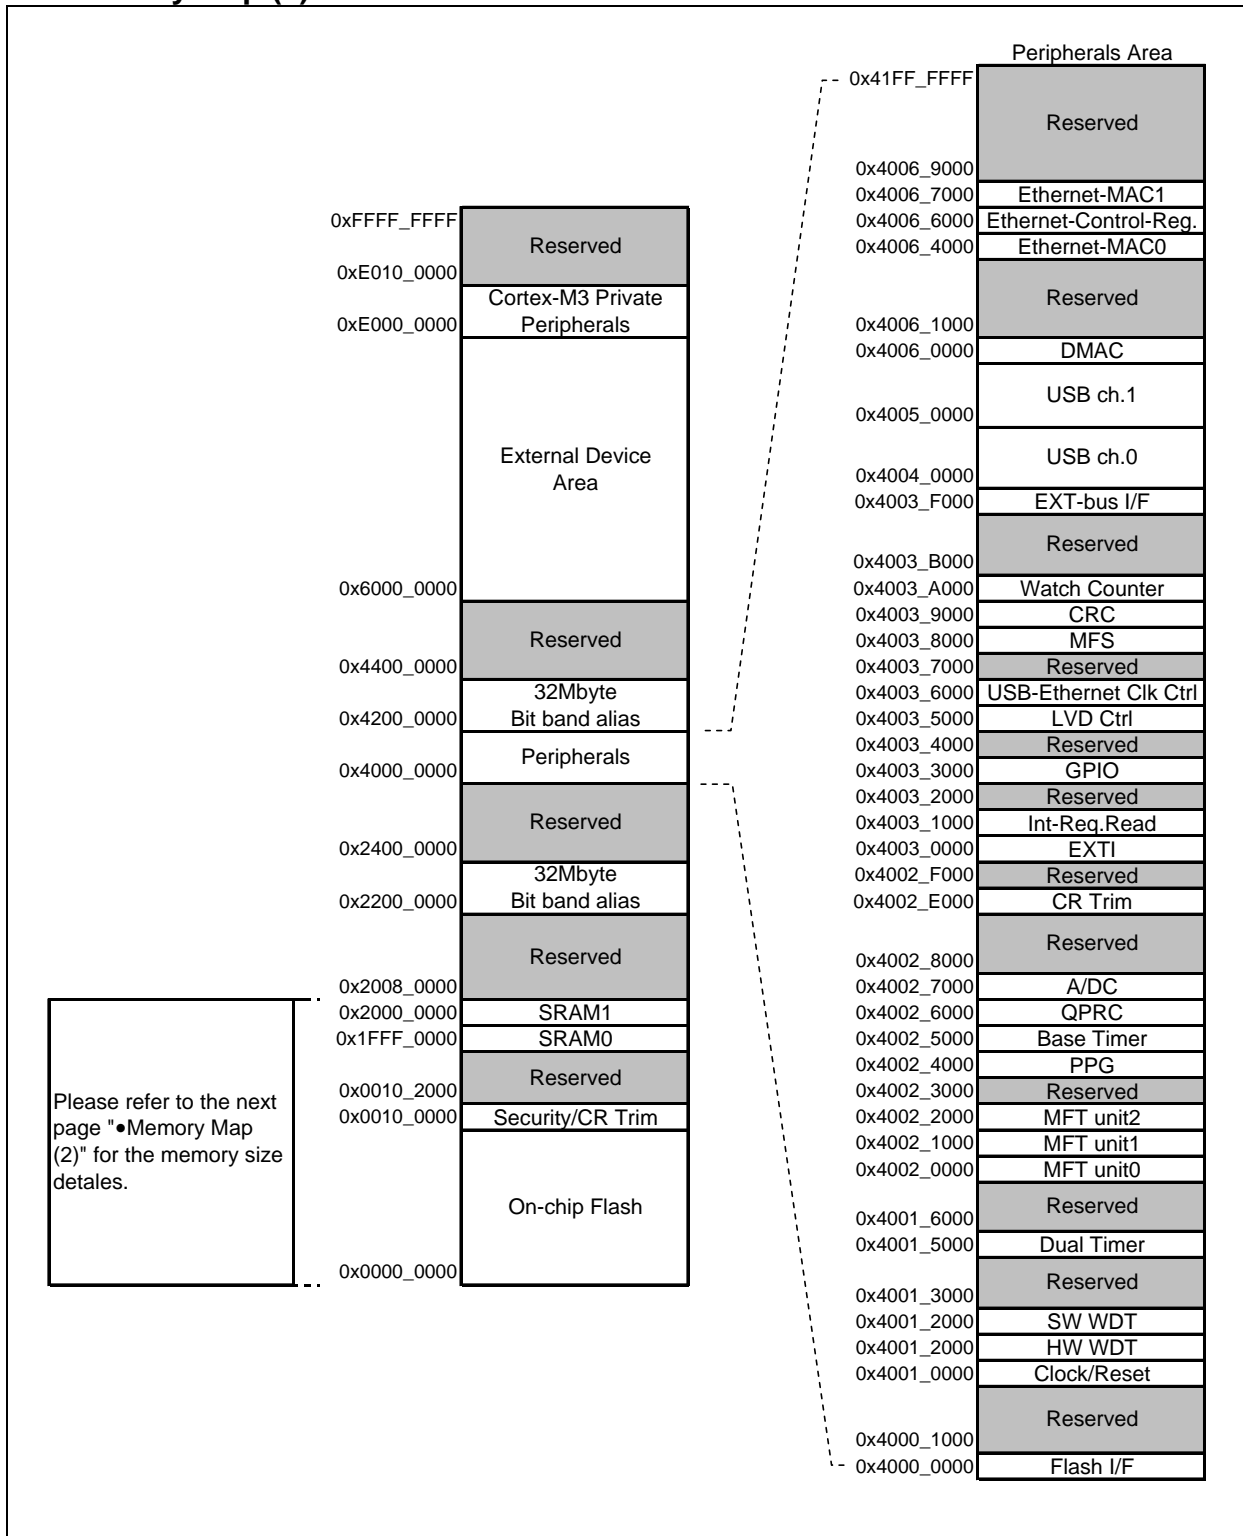 Peripherals Area
0x41FF_FFFF
Reserved
0x4006_9000
0x4006_7000 Ethernet-MAC1
0x4006_6000 Ethernet-Control-Reg.
0x4006_4000 Ethernet-MAC0
Reserved
0x4006_1000
0x4006_0000 DMAC
USB ch.1
0x4005_0000
USB ch.0
0x4004_0000
0x4003_F000 EXT-bus I/F
Reserved
0x4003_B000
0x4003_A000 Watch Counter
0x4003_9000 CRC
0x4003_8000 MFS
0x4003_7000 Reserved
0x4003_6000 USB-Ethernet Clk Ctrl
0x4003_5000 LVD Ctrl
0x4003_4000 Reserved
0x4003_3000 GPIO
0x4003_2000 Reserved
0x4003_1000 Int-Req.Read
0x4003_0000 EXTI
0x4002_F000 Reserved
0x4002_E000 CR Trim
Reserved
0x4002_8000
0x4002_7000 A/DC
0x4002_6000 QPRC
0x4002_5000 Base Timer
0x4002_4000 PPG
0x4002_3000 Reserved
0x4002_2000 MFT unit2
0x4002_1000 MFT unit1
0x4002_0000 MFT unit0
Reserved
0x4001_6000
0x4001_5000 Dual Timer
Reserved
0x4001_3000
0x4001_2000 SW WDT
0x4001_2000 HW WDT
0x4001_0000 Clock/Reset
Reserved
0x4000_1000
0x4000_0000 Flash I/F
0xFFFF_FFFF
Reserved
0xE010_0000
Cortex-M3 Private
0xE000_0000 Peripherals
External Device
Area
0x6000_0000
Reserved
0x4400_0000
32Mbyte
0x4200_0000 Bit band alias
Peripherals
0x4000_0000
Reserved
0x2400_0000
32Mbyte
0x2200_0000 Bit band alias
Reserved
0x2008_0000
0x2000_0000 SRAM1
0x1FFF_0000 SRAM0
Reserved
0x0010_2000
0x0010_0000 Security/CR Trim
On-chip Flash
0x0000_0000
Please refer to the next
page "●Memory Map
(2)" for the memory size
detales.